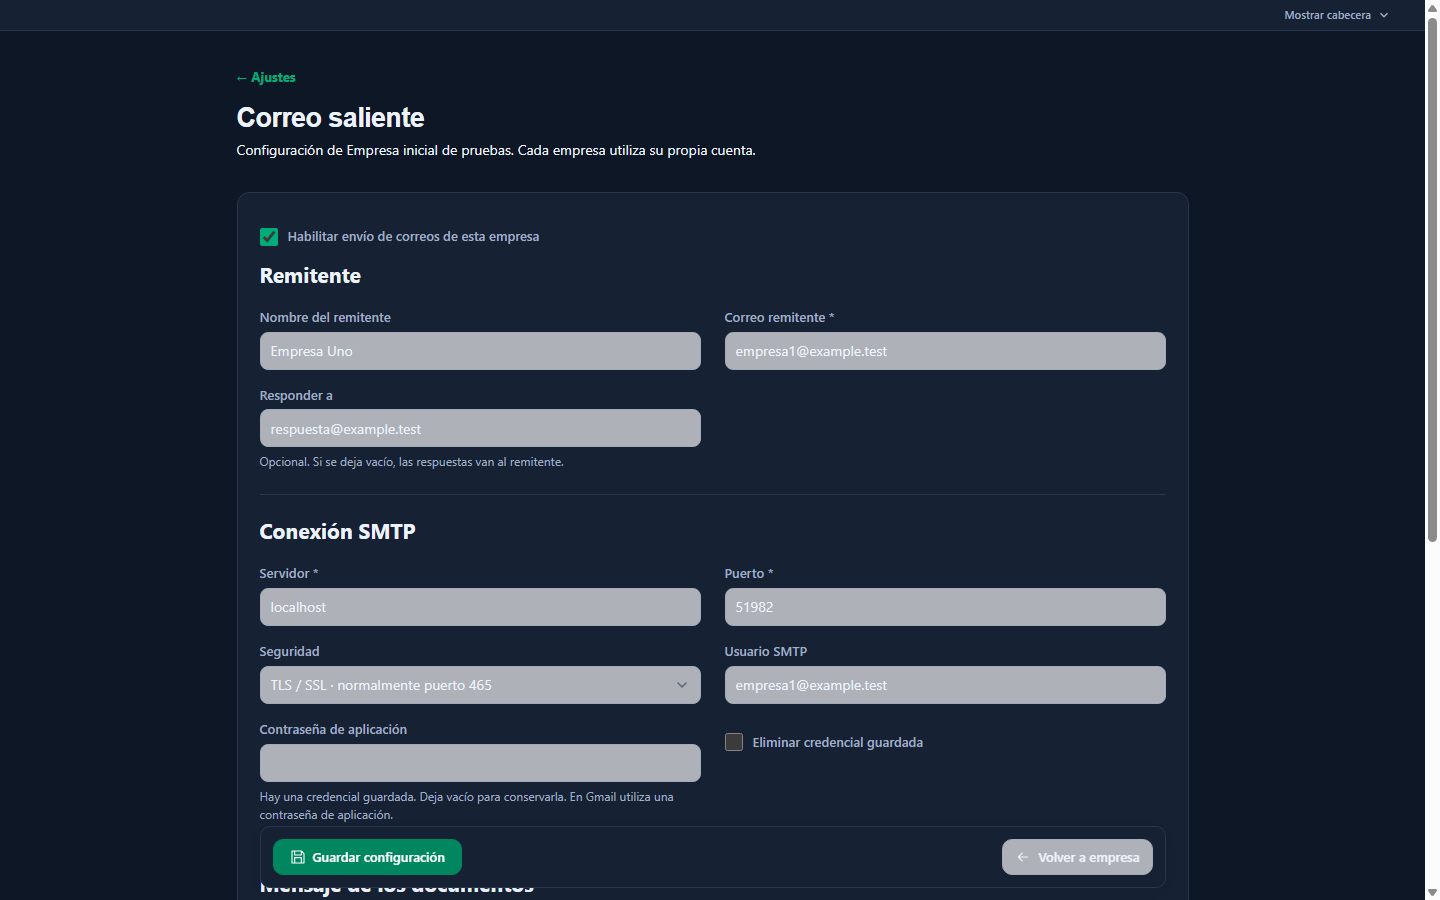 Mostrar cabecera
← Ajustes
Correo saliente
Configuración de Empresa inicial de pruebas. Cada empresa utiliza su propia cuenta.
Habilitar envío de correos de esta empresa
Remitente
Nombre del remitente
Empresa Uno
Correo remitente *
empresa1@example.test
Responder a
respuesta@example.test
Opcional. Si se deja vacío, las respuestas van al remitente.
Conexión SMTP
Servidor *
localhost
Puerto *
51982
Seguridad
TLS / SSL · normalmente puerto 465
Usuario SMTP
empresa1@example.test
Contraseña de aplicación
Eliminar credencial guardada
Hay una credencial guardada. Deja vacío para conservarla. En Gmail utiliza una
contraseña de aplicación.
Guardar configuración
← Volver a empresa
Mensaje de los documentos